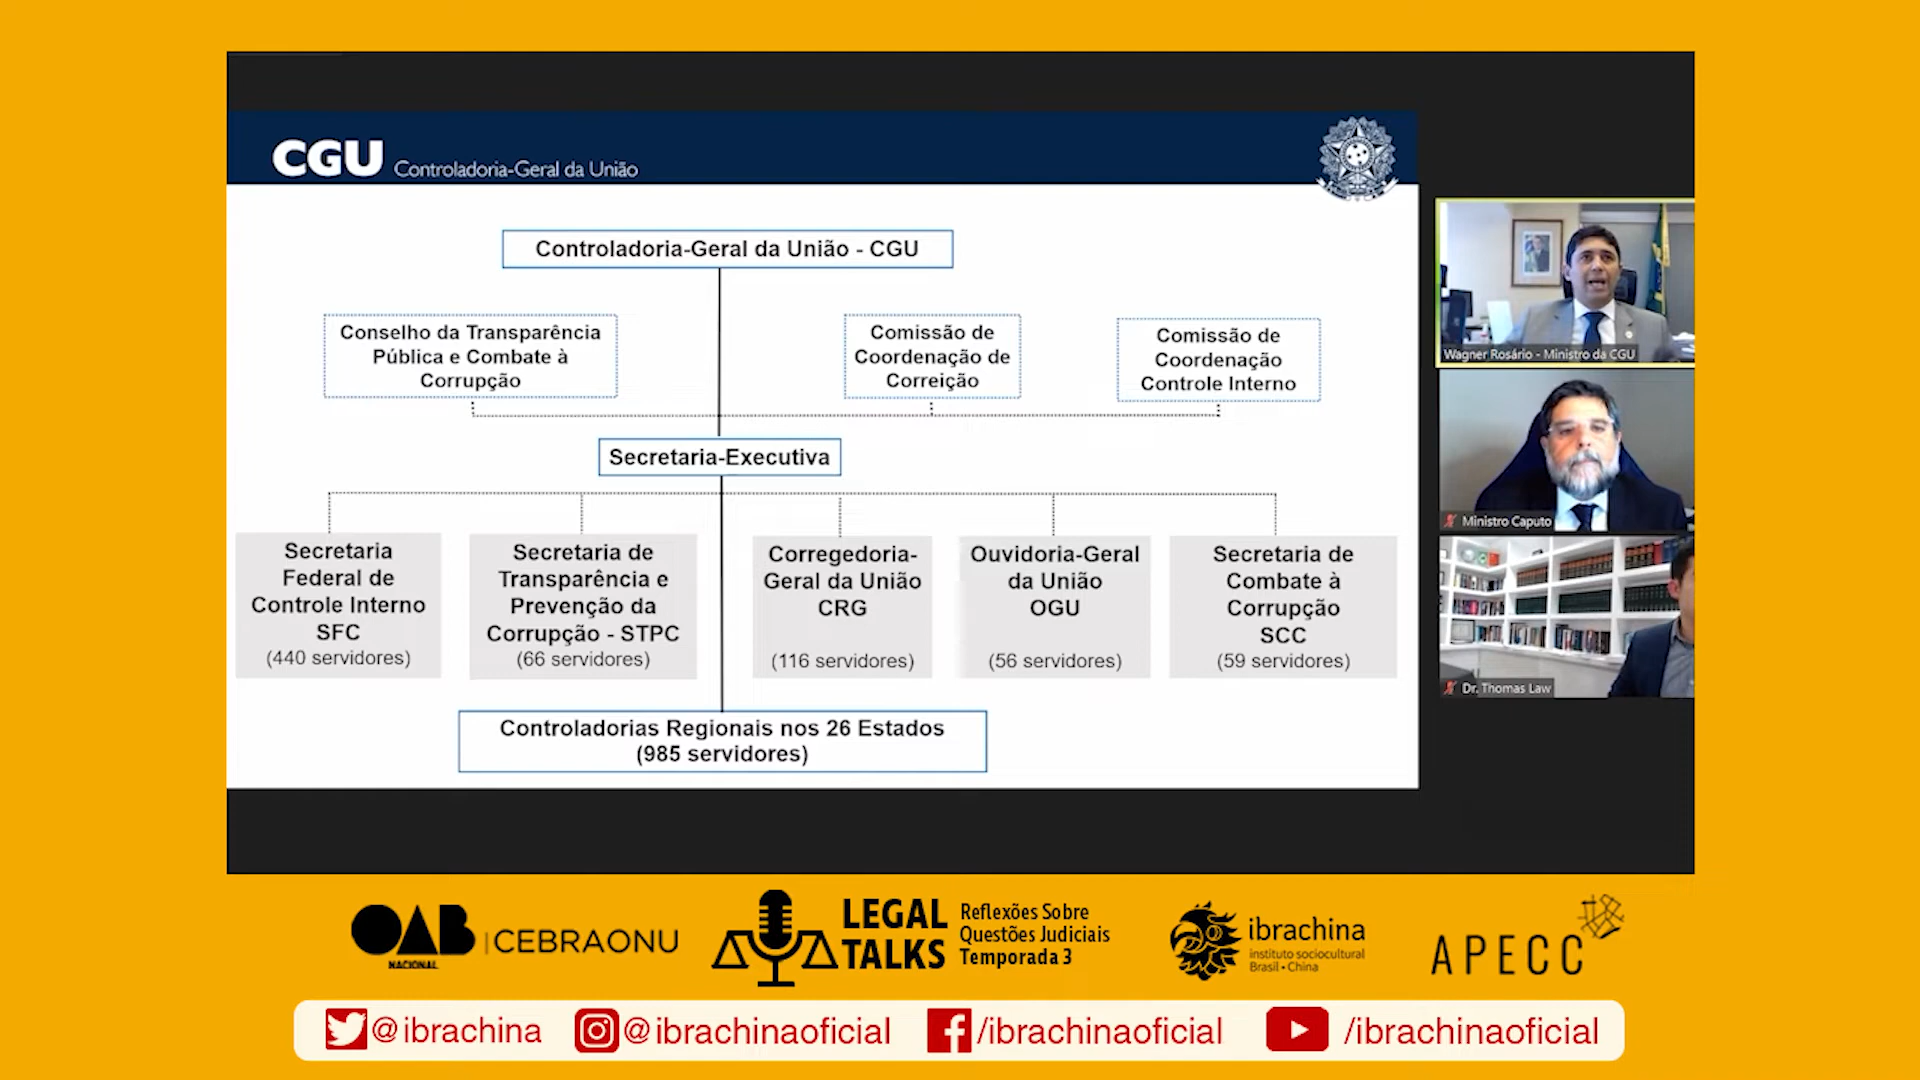 CGU Controladoria-Geral da União
Controladoria-Geral da União - CGU
Conselho da Transparência
Pública e Combate à
Corrupção
Comissão de
Coordenação de
Correição
Comissão de
Coordenação
Controle Interno
Secretaria-Executiva
Secretaria
Federal de
Controle Interno
SFC
(440 servidores)
Secretaria de
Transparência e
Prevenção da
Corrupção - STPC
(66 servidores)
Corregedoria-
Geral da União
CRG
(116 servidores)
Ouvidoria-Geral
da União
OGU
(56 servidores)
Secretaria de
Combate à
Corrupção
SCC
(59 servidores)
Controladorias Regionais nos 26 Estados
(985 servidores)
Wagner Rosário - Ministro da CGU
Ministro Caputo
Dr. Thomas Law
OAB
NACIONAL
CEBRAONU
LEGAL
TALKS
Reflexões Sobre
Questões Judiciais
Temporada 3
ibrachina
instituto sociocultural
Brasil • China
APECC
@ibrachina
@ibrachinaoficial
/ibrachinaoficial
/ibrachinaoficial